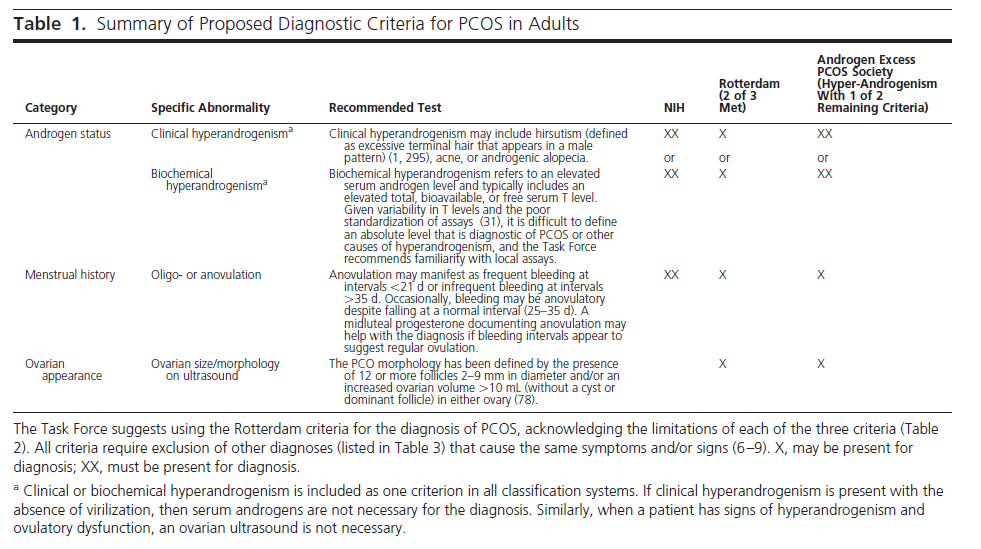 Table 1. Summary of Proposed Diagnostic Criteria for PCOS in Adults
Category
Specific Abnormality
Recommended Test
NIH
Rotterdam
(2 of 3
Met)
Androgen Excess
PCOS Society
(Hyper-Androgenism
With 1 of 2
Remaining Criteria)
Androgen status
Clinical hyperandrogenismᵃ
Clinical hyperandrogenism may include hirsutism (defined
as excessive terminal hair that appears in a male
pattern) (1, 295), acne, or androgenic alopecia.
XX
X
XX
or
or
or
Biochemical
hyperandrogenismᵃ
Biochemical hyperandrogenism refers to an elevated
serum androgen level and typically includes an
elevated total, bioavailable, or free serum T level.
Given variability in T levels and the poor
standardization of assays (31), it is difficult to define
an absolute level that is diagnostic of PCOS or other
causes of hyperandrogenism, and the Task Force
recommends familiarity with local assays.
XX
X
XX
Menstrual history
Oligo- or anovulation
Anovulation may manifest as frequent bleeding at
intervals <21 d or infrequent bleeding at intervals
>35 d. Occasionally, bleeding may be anovulatory
despite falling at a normal interval (25–35 d). A
midluteal progesterone documenting anovulation may
help with the diagnosis if bleeding intervals appear to
suggest regular ovulation.
XX
X
X
Ovarian
appearance
Ovarian size/morphology
on ultrasound
The PCO morphology has been defined by the presence
of 12 or more follicles 2–9 mm in diameter and/or an
increased ovarian volume >10 mL (without a cyst or
dominant follicle) in either ovary (78).
X
X
The Task Force suggests using the Rotterdam criteria for the diagnosis of PCOS, acknowledging the limitations of each of the three criteria (Table
2). All criteria require exclusion of other diagnoses (listed in Table 3) that cause the same symptoms and/or signs (6–9). X, may be present for
diagnosis; XX, must be present for diagnosis.
ᵃ Clinical or biochemical hyperandrogenism is included as one criterion in all classification systems. If clinical hyperandrogenism is present with the
absence of virilization, then serum androgens are not necessary for the diagnosis. Similarly, when a patient has signs of hyperandrogenism and
ovulatory dysfunction, an ovarian ultrasound is not necessary.